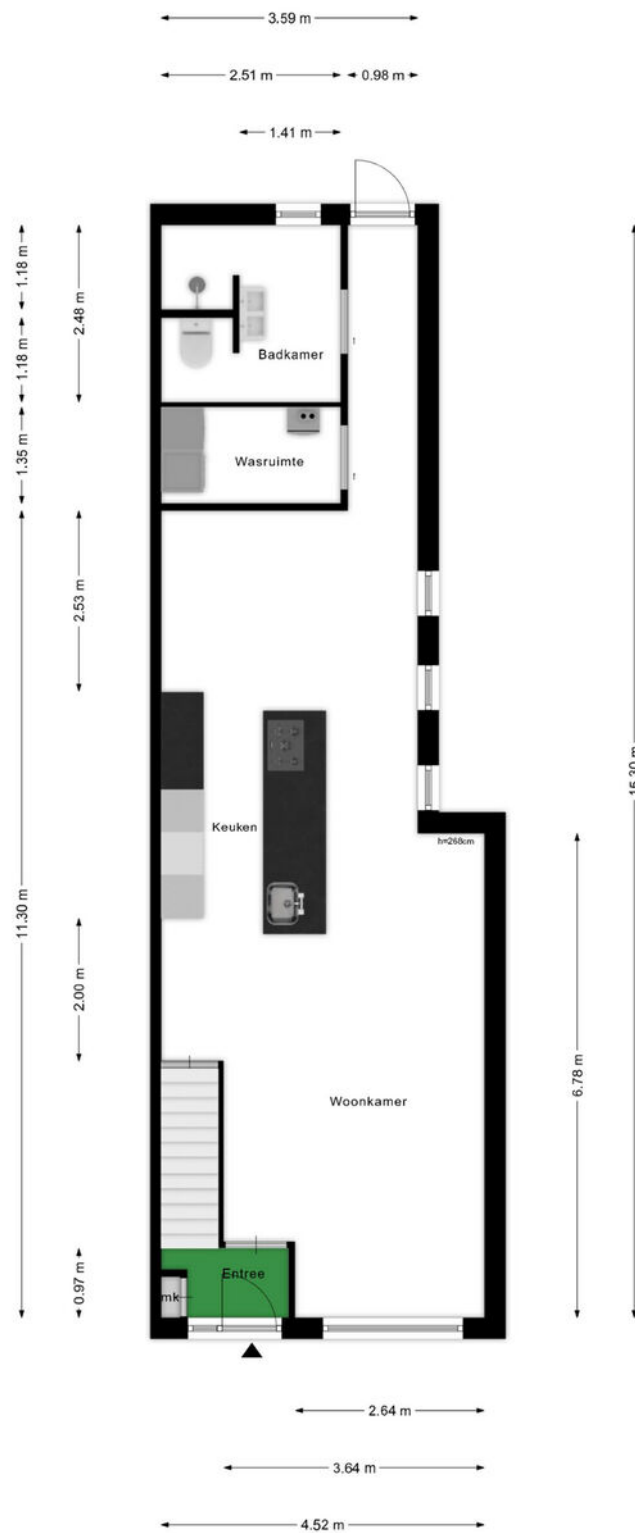 3.59 m
2.51 m
0.98 m
1.41 m
1.18 m
2.48 m
1.18 m
Badkamer
1.35 m
Wasruimte
2.53 m
15.30 m
Keuken
h=268cm
11.30 m
2.00 m
6.78 m
Woonkamer
0.97 m
Entree
mk
2.64 m
3.64 m
4.52 m